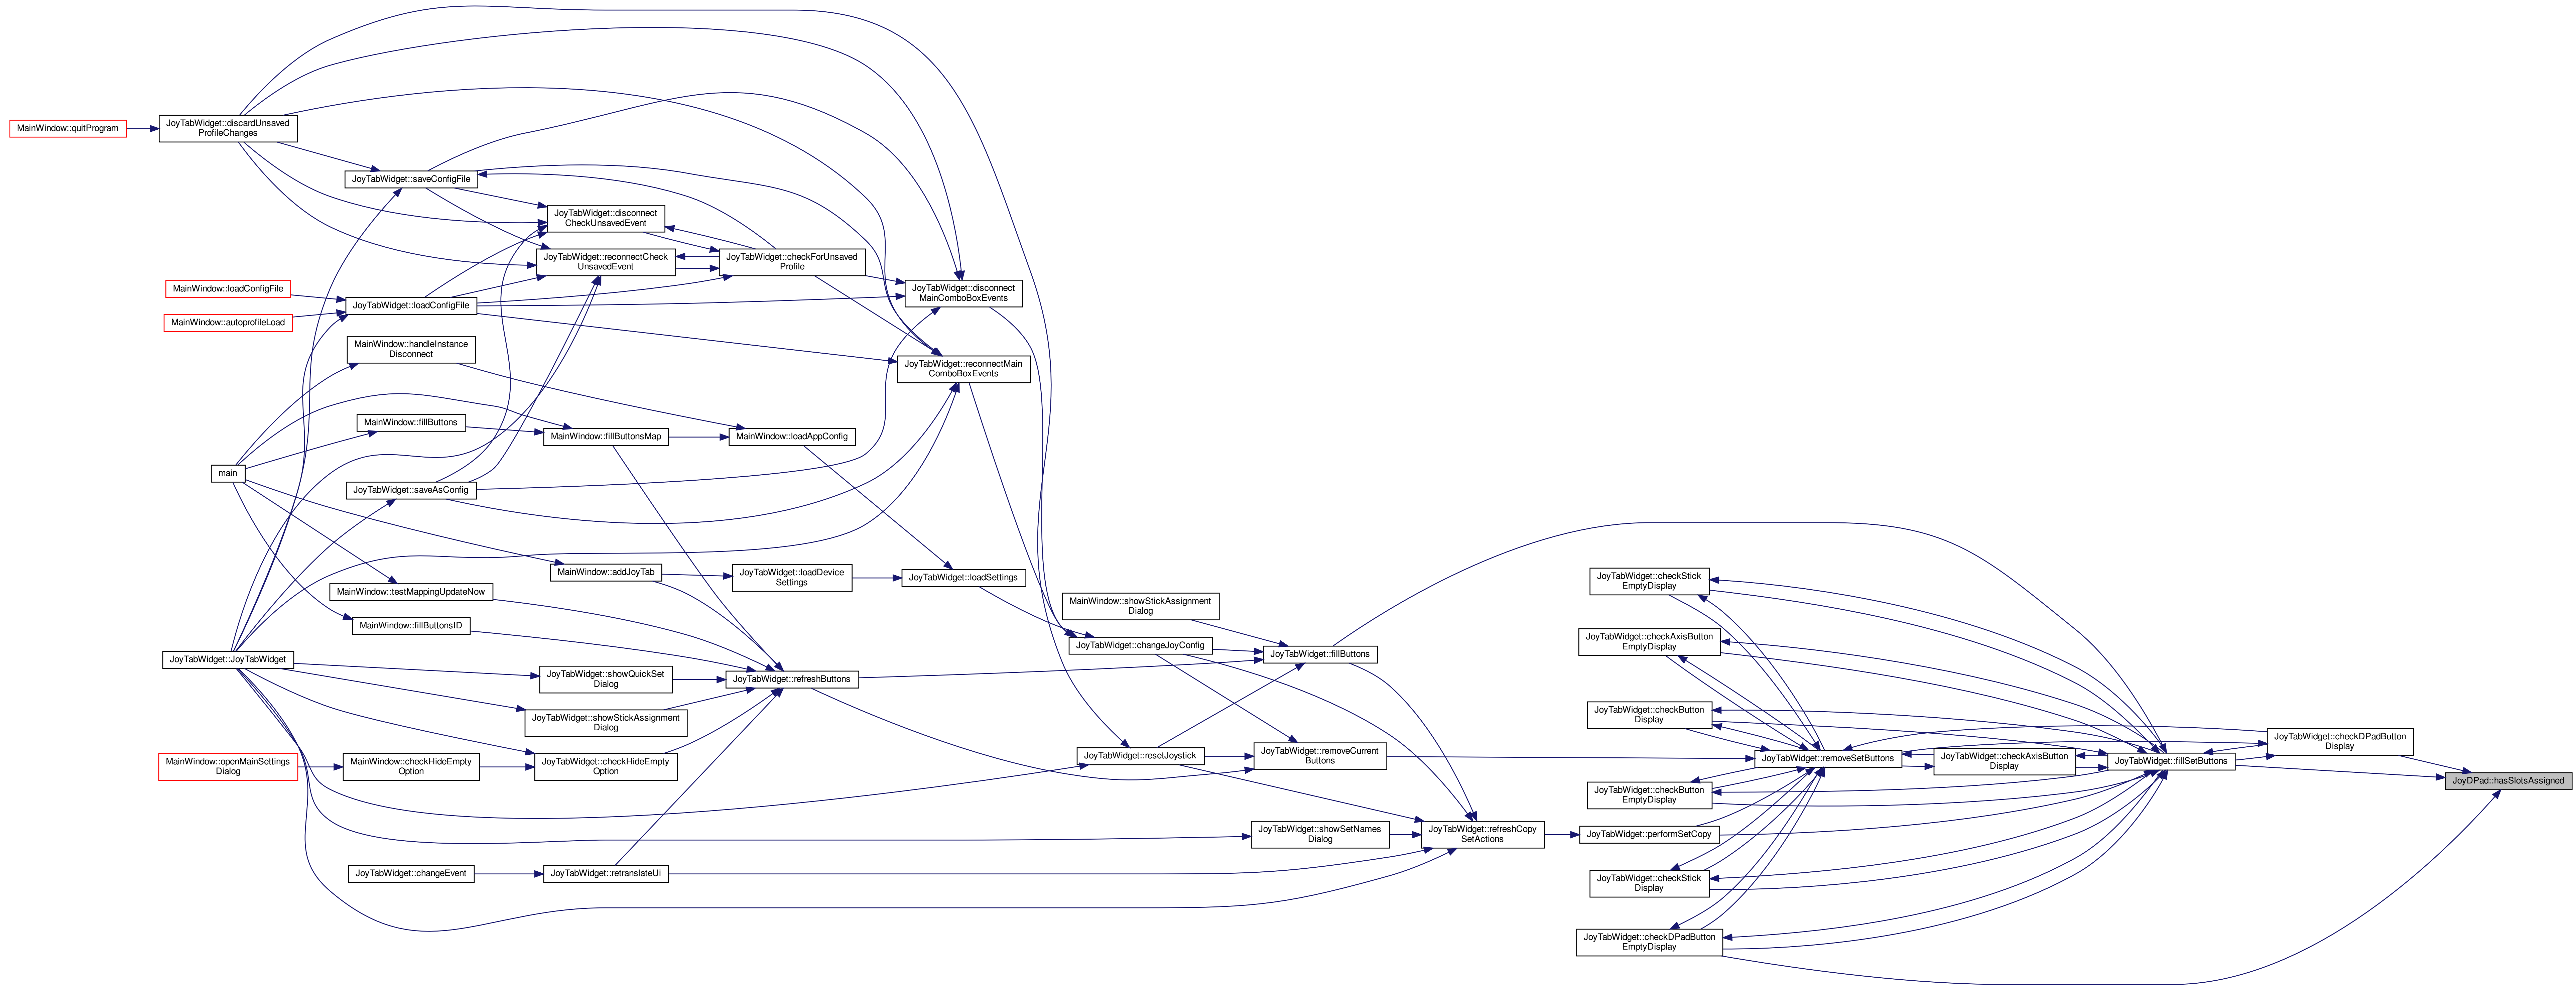 MainWindow::quitProgram
JoyTabWidget::discardUnsaved
ProfileChanges
JoyTabWidget::saveConfigFile
JoyTabWidget::disconnect
CheckUnsavedEvent
JoyTabWidget::reconnectCheck
UnsavedEvent
JoyTabWidget::checkForUnsaved
Profile
JoyTabWidget::disconnect
MainComboBoxEvents
MainWindow::loadConfigFile
JoyTabWidget::loadConfigFile
MainWindow::autoprofileLoad
MainWindow::handleInstance
Disconnect
JoyTabWidget::reconnectMain
ComboBoxEvents
MainWindow::fillButtons
MainWindow::fillButtonsMap
MainWindow::loadAppConfig
main
JoyTabWidget::saveAsConfig
MainWindow::addJoyTab
JoyTabWidget::loadDevice
Settings
JoyTabWidget::loadSettings
MainWindow::testMappingUpdateNow
MainWindow::fillButtonsID
MainWindow::showStickAssignment
Dialog
JoyTabWidget::changeJoyConfig
JoyTabWidget::fillButtons
JoyTabWidget::JoyTabWidget
JoyTabWidget::showQuickSet
Dialog
JoyTabWidget::refreshButtons
JoyTabWidget::showStickAssignment
Dialog
MainWindow::openMainSettings
Dialog
MainWindow::checkHideEmpty
Option
JoyTabWidget::checkHideEmpty
Option
JoyTabWidget::resetJoystick
JoyTabWidget::removeCurrent
Buttons
JoyTabWidget::showSetNames
Dialog
JoyTabWidget::refreshCopy
SetActions
JoyTabWidget::changeEvent
JoyTabWidget::retranslateUi
JoyTabWidget::checkStick
EmptyDisplay
JoyTabWidget::checkAxisButton
EmptyDisplay
JoyTabWidget::checkButton
Display
JoyTabWidget::removeSetButtons
JoyTabWidget::checkAxisButton
Display
JoyTabWidget::fillSetButtons
JoyTabWidget::checkDPadButton
Display
JoyDPad::hasSlotsAssigned
JoyTabWidget::checkButton
EmptyDisplay
JoyTabWidget::performSetCopy
JoyTabWidget::checkStick
Display
JoyTabWidget::checkDPadButton
EmptyDisplay